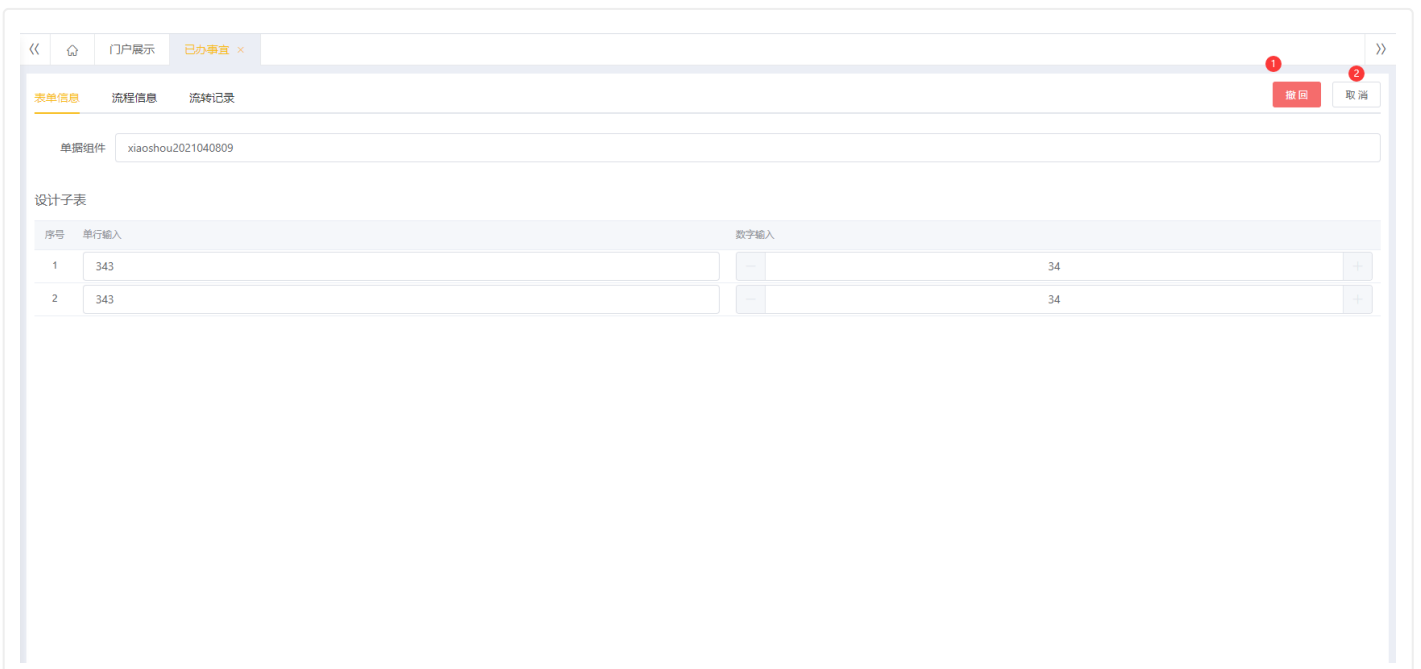 门户展示 已办事宜 ×
1 2
表单信息 流程信息 流转记录 撤回 取消
单据组件 xiaoshou2021040809
设计子表
序号 单行输入 数字输入
1 343 − 34 +
2 343 − 34 +